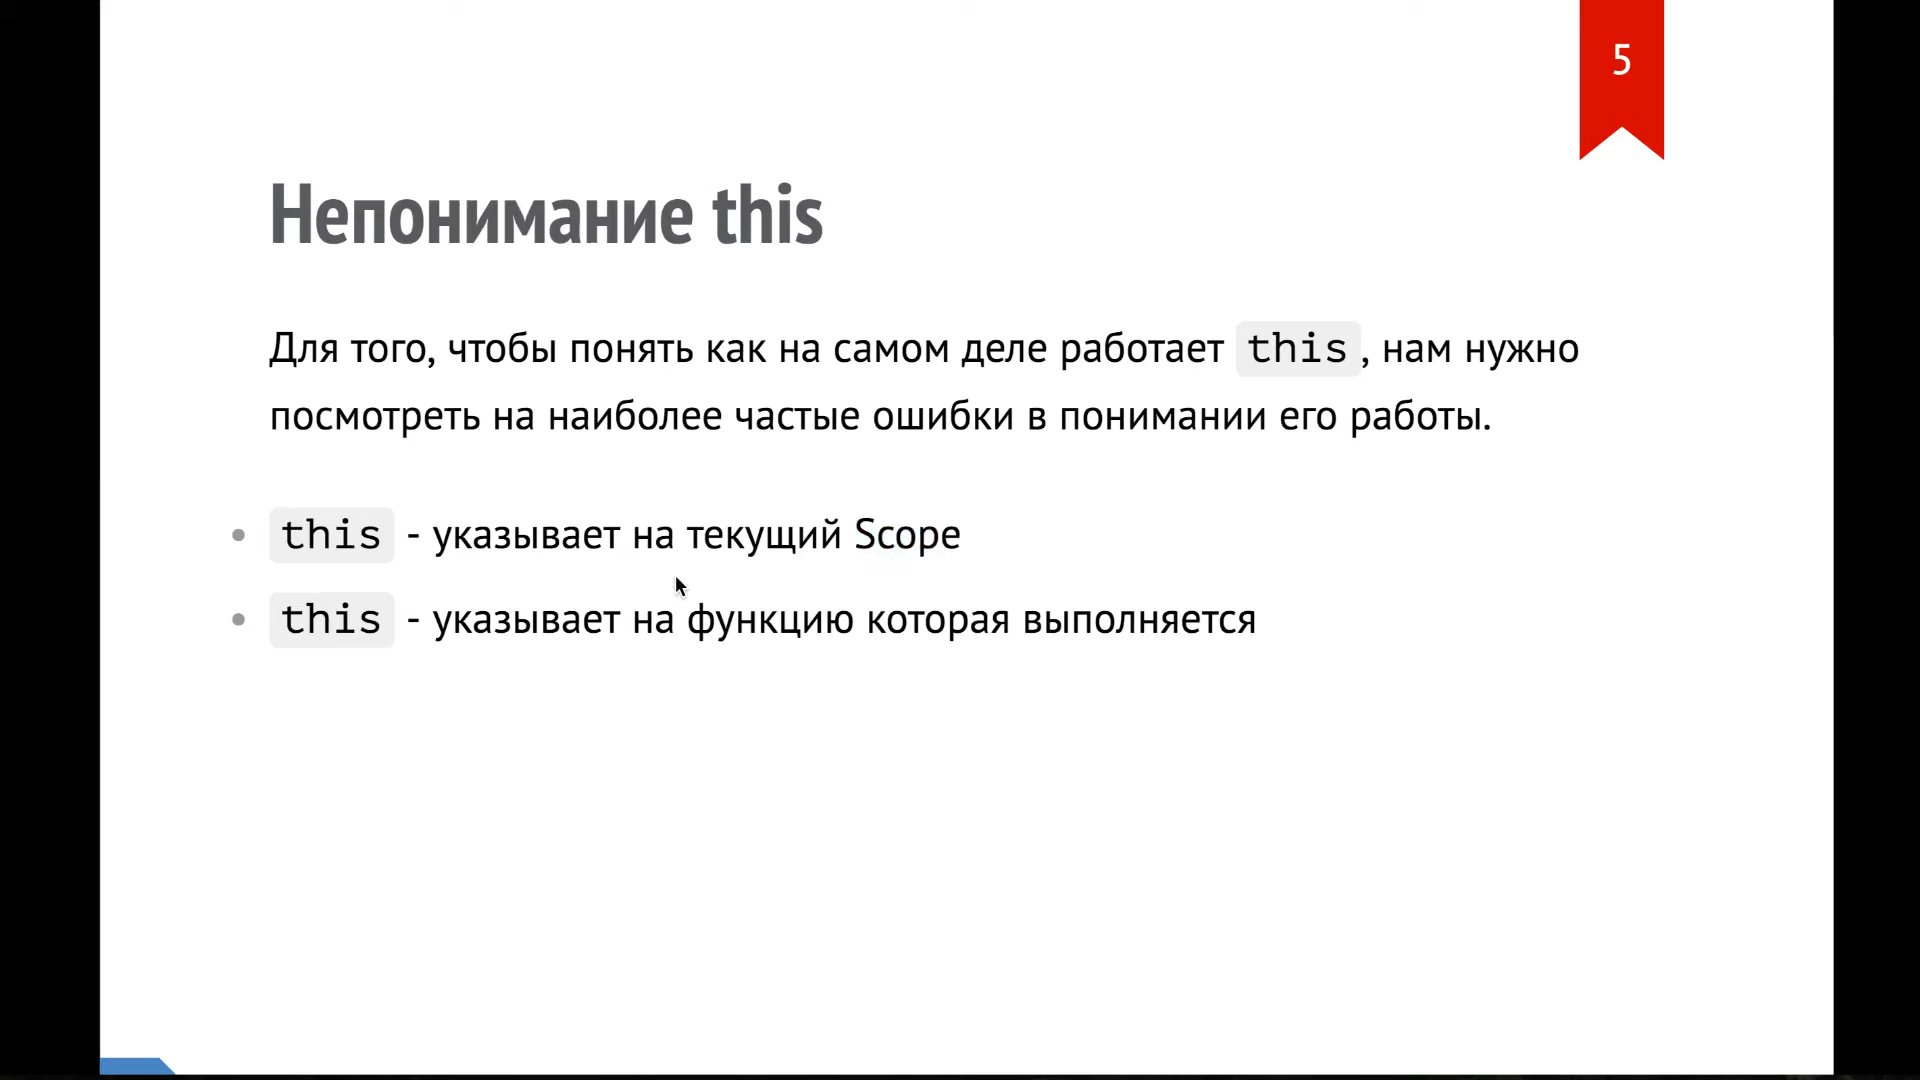 5
Непонимание this
Для того, чтобы понять как на самом деле работает this, нам нужно
посмотреть на наиболее частые ошибки в понимании его работы.
• this - указывает на текущий Scope
• this - указывает на функцию которая выполняется